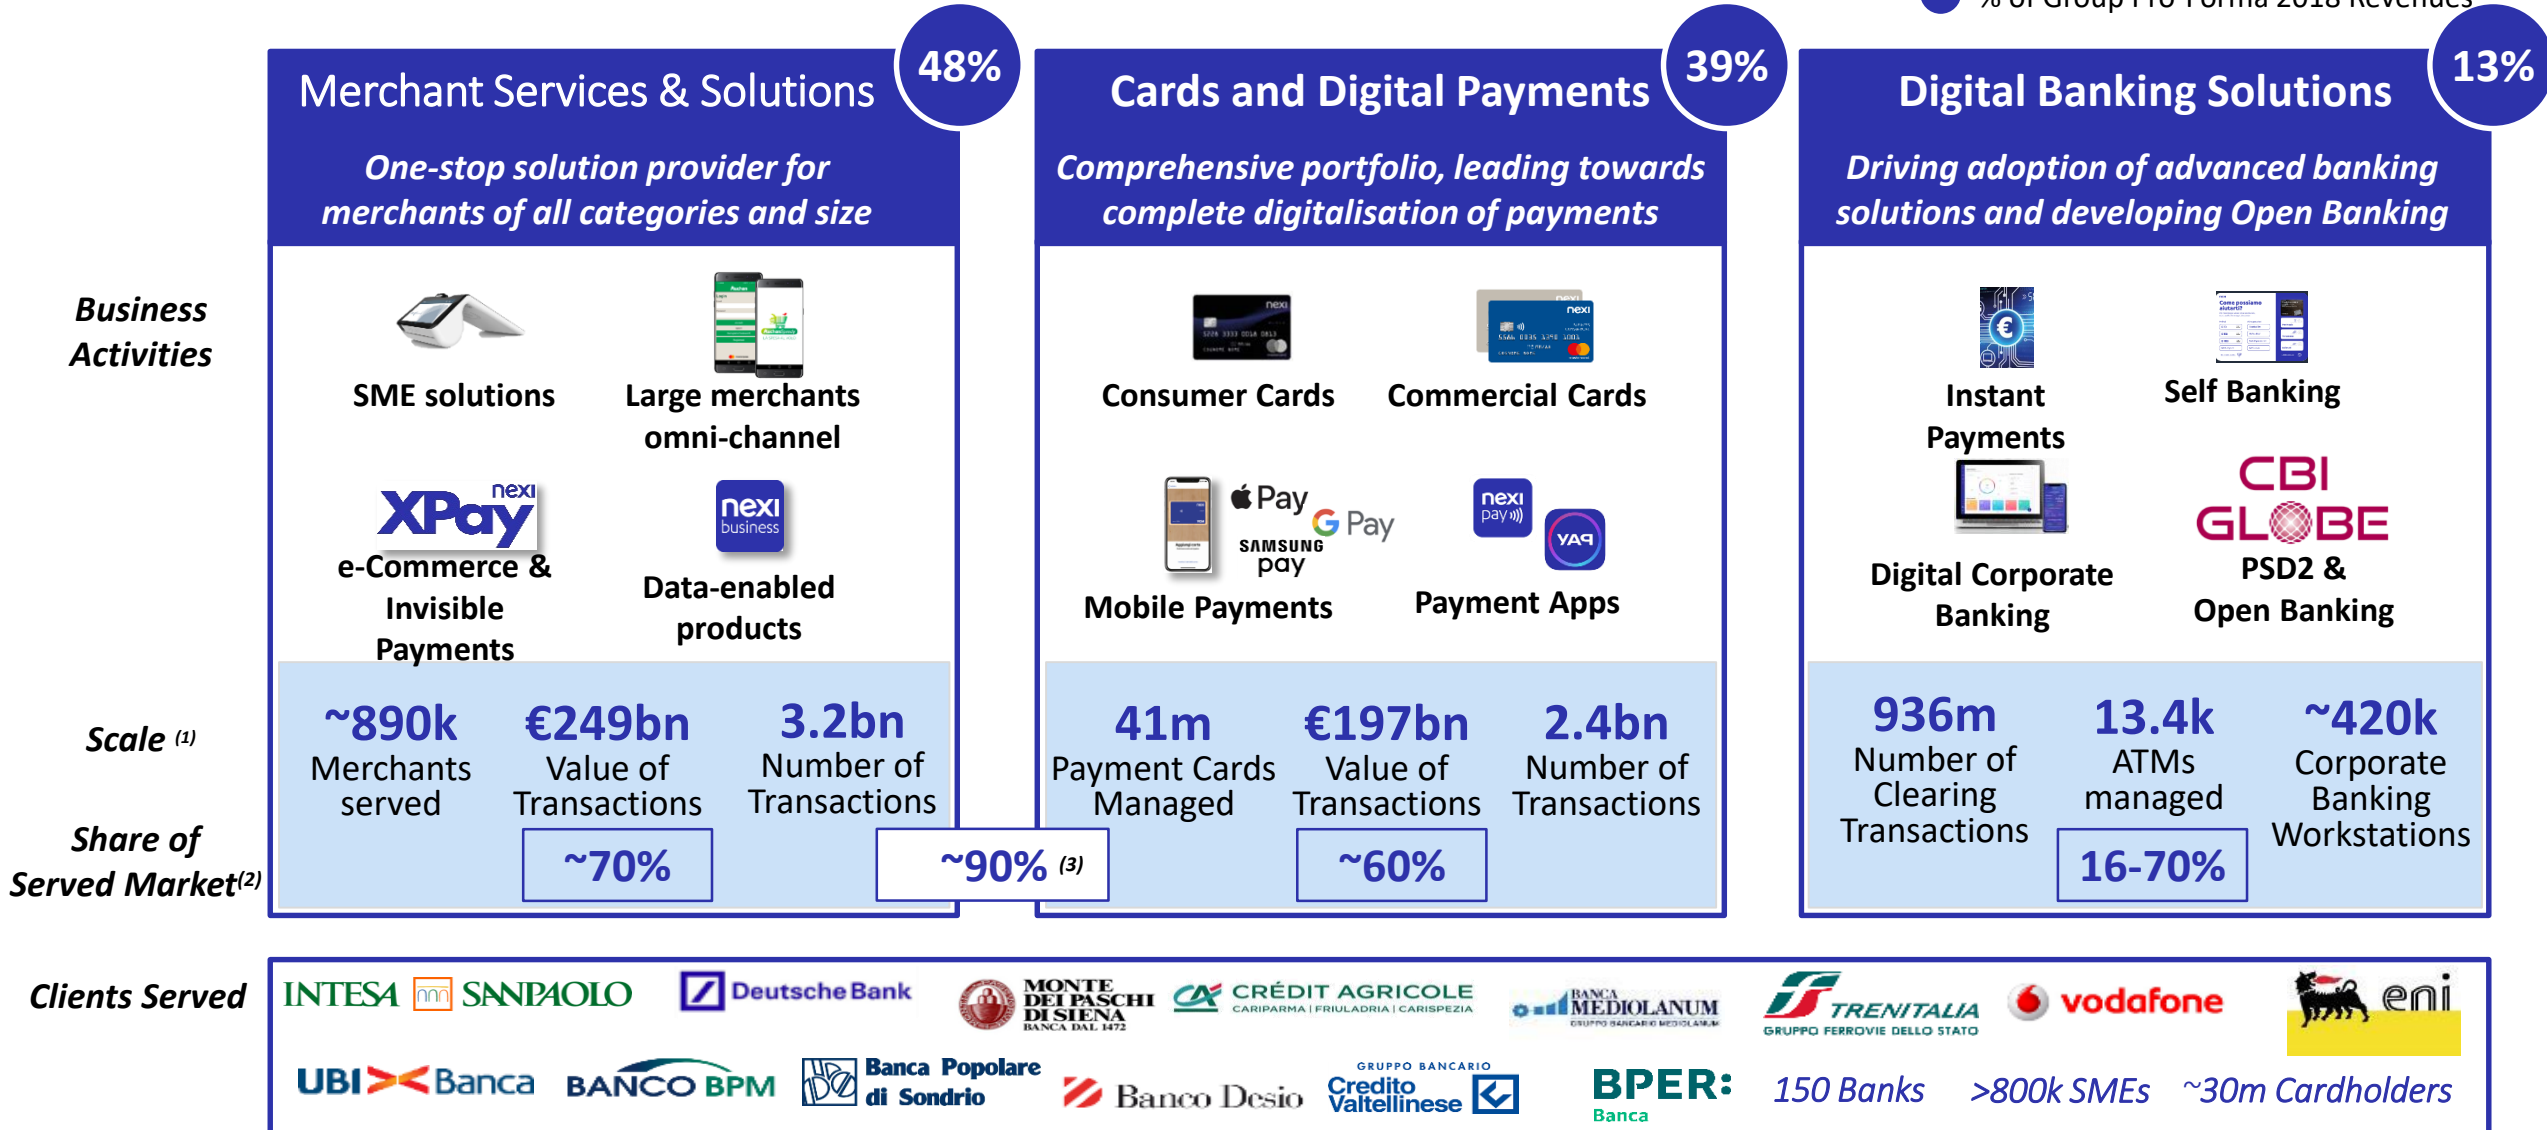 % of Group Pro-Forma 2018 Revenues
Merchant Services & Solutions
48%
One-stop solution provider for
merchants of all categories and size
Cards and Digital Payments
39%
Comprehensive portfolio, leading towards
complete digitalisation of payments
Digital Banking Solutions
13%
Driving adoption of advanced banking
solutions and developing Open Banking
Business
Activities
SME solutions
Large merchants
omni-channel
nexi
XPay
e-Commerce &
Invisible
Payments
nexi
business
Data-enabled
products
nexi
Consumer Cards
nexi
Commercial Cards
Pay
G Pay
SAMSUNG
pay
Mobile Payments
nexi
pay
YAP
Payment Apps
Instant
Payments
Come possiamo
aiutarti?
Self Banking
Digital Corporate
Banking
CBI
GLOBE
PSD2 &
Open Banking
Scale (1)
~890k
Merchants
served
€249bn
Value of
Transactions
3.2bn
Number of
Transactions
41m
Payment Cards
Managed
€197bn
Value of
Transactions
2.4bn
Number of
Transactions
936m
Number of
Clearing
Transactions
13.4k
ATMs
managed
~420k
Corporate
Banking
Workstations
Share of
Served Market(2)
~70%
~90% (3)
~60%
16-70%
Clients Served
INTESA SANPAOLO
Deutsche Bank
MONTE
DEI PASCHI
DI SIENA
BANCA DAL 1472
CRÉDIT AGRICOLE
CARIPARMA | FRIULADRIA | CARISPEZIA
BANCA
MEDIOLANUM
GRUPPO BANCARIO MEDIOLANUM
TRENITALIA
GRUPPO FERROVIE DELLO STATO
vodafone
eni
UBI Banca
BANCO BPM
Banca Popolare
di Sondrio
Banco Desio
GRUPPO BANCARIO
Credito
Valtellinese
BPER:
Banca
150 Banks
>800k SMEs
~30m Cardholders